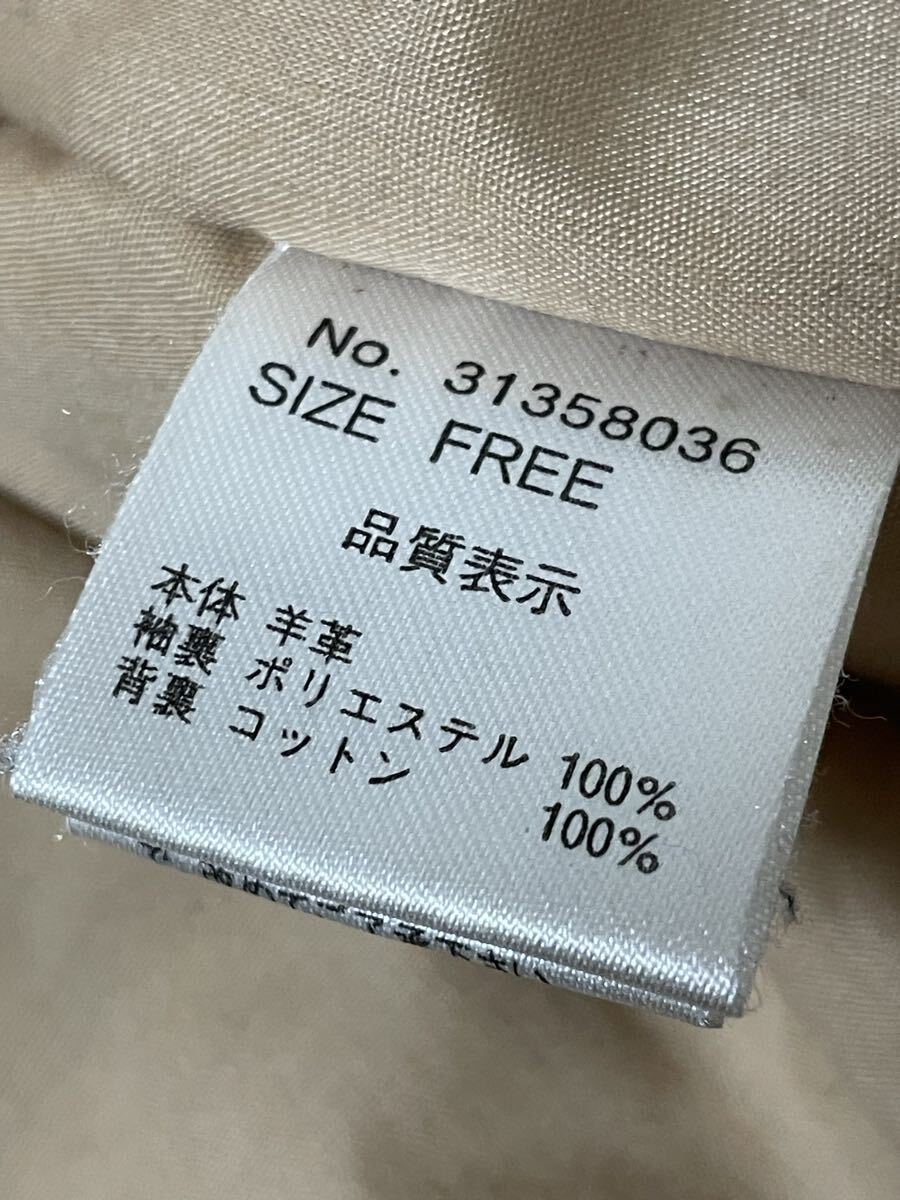 No. 31358036
SIZE FREE
品質表示
本体 羊革
袖裏 ポリエステル 100%
背裏 コットン 100%